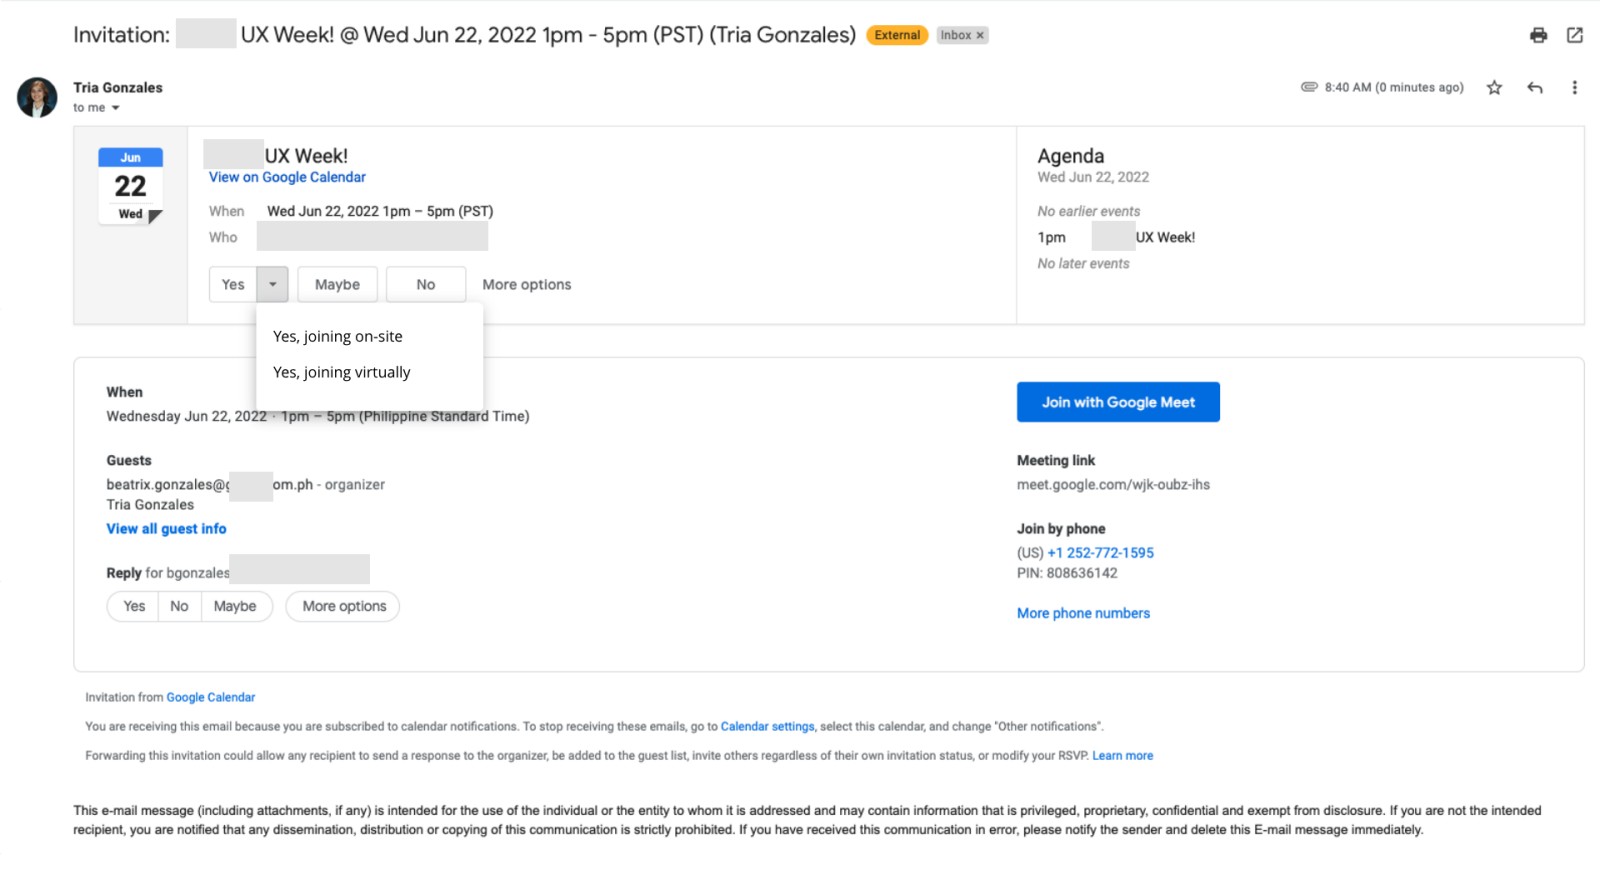 Invitation: UX Week! @ Wed Jun 22, 2022 1pm - 5pm (PST) (Tria Gonzales) External Inbox ×
Tria Gonzales
8:40 AM (0 minutes ago)
to me
Jun
22
Wed
UX Week!
View on Google Calendar
When Wed Jun 22, 2022 1pm – 5pm (PST)
Who
Yes Maybe No More options
Yes, joining on-site
Yes, joining virtually
Agenda
Wed Jun 22, 2022
No earlier events
1pm UX Week!
No later events
When
Wednesday Jun 22, 2022 · 1pm – 5pm (Philippine Standard Time)
Guests
beatrix.gonzales@g om.ph - organizer
Tria Gonzales
View all guest info
Reply for bgonzales
Yes No Maybe More options
Join with Google Meet
Meeting link
meet.google.com/wjk-oubz-ihs
Join by phone
(US) +1 252-772-1595
PIN: 808636142
More phone numbers
Invitation from Google Calendar
You are receiving this email because you are subscribed to calendar notifications. To stop receiving these emails, go to Calendar settings, select this calendar, and change "Other notifications".
Forwarding this invitation could allow any recipient to send a response to the organizer, be added to the guest list, invite others regardless of their own invitation status, or modify your RSVP. Learn more
This e-mail message (including attachments, if any) is intended for the use of the individual or the entity to whom it is addressed and may contain information that is privileged, proprietary, confidential and exempt from disclosure. If you are not the intended
recipient, you are notified that any dissemination, distribution or copying of this communication is strictly prohibited. If you have received this communication in error, please notify the sender and delete this E-mail message immediately.